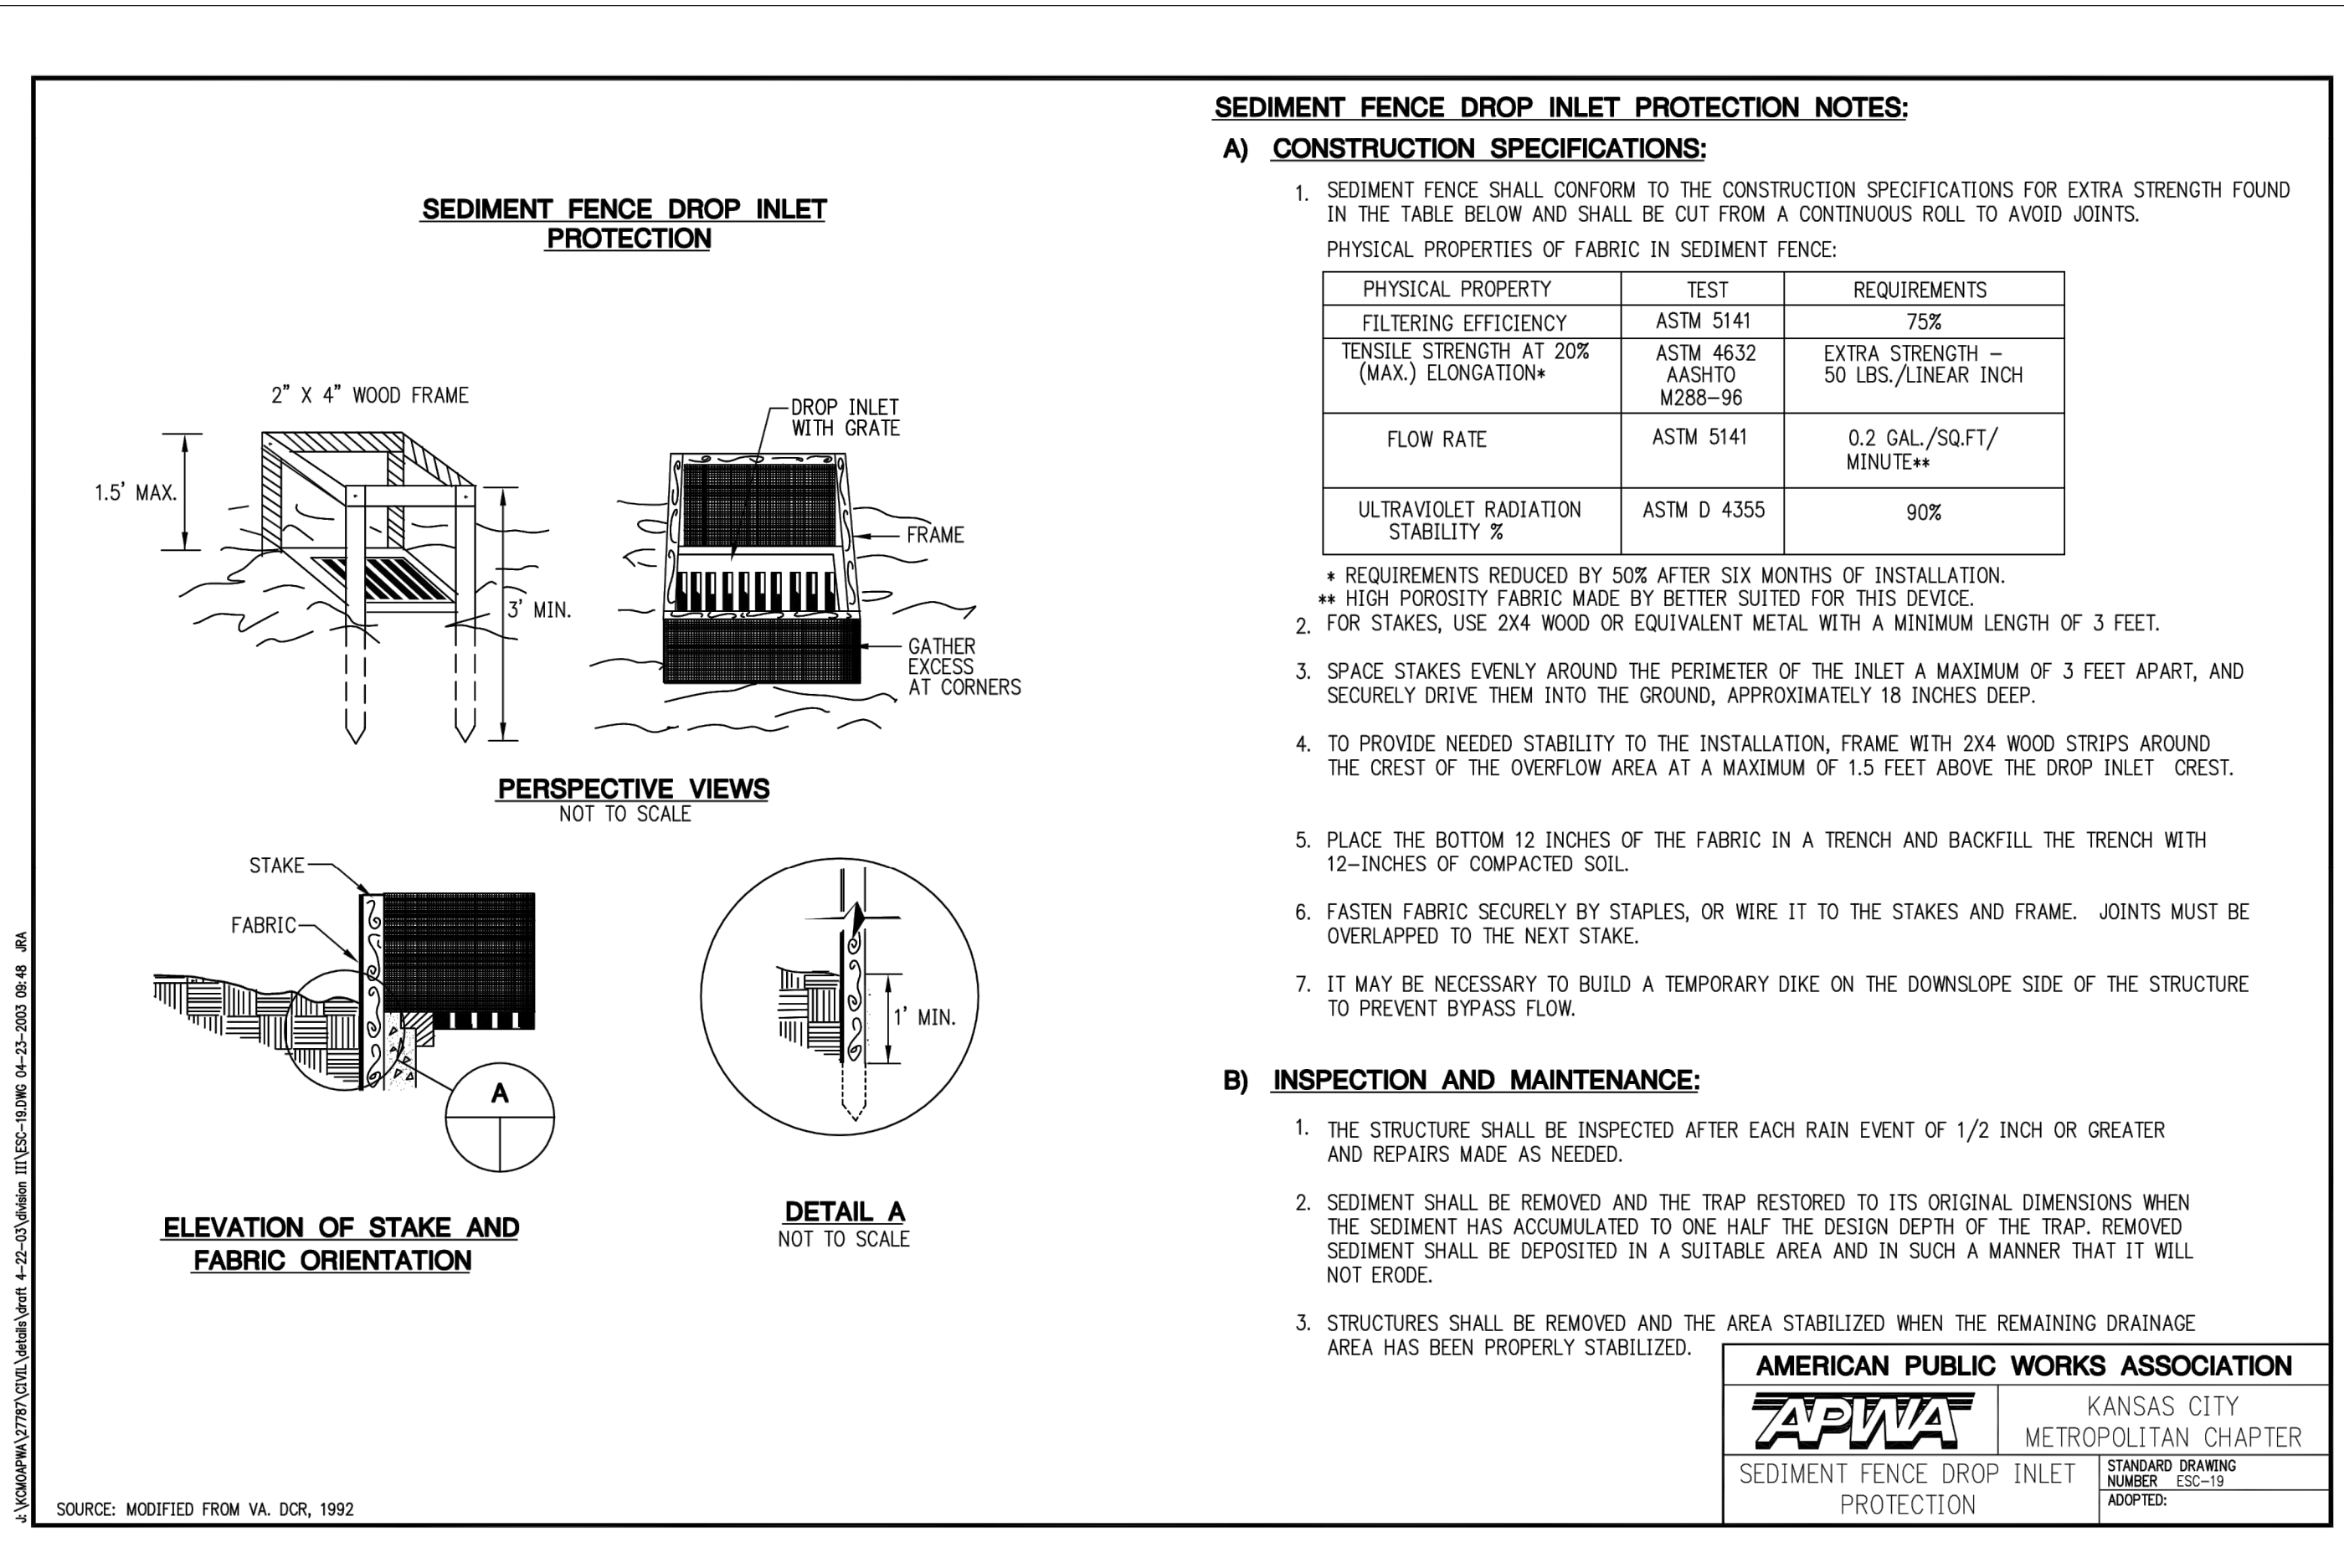 SEDIMENT FENCE DROP INLET
PROTECTION
2" X 4" WOOD FRAME
1.5' MAX.
3' MIN.
DROP INLET
WITH GRATE
FRAME
GATHER
EXCESS
AT CORNERS
PERSPECTIVE VIEWS
NOT TO SCALE
STAKE
FABRIC
A
ELEVATION OF STAKE AND
FABRIC ORIENTATION
1' MIN.
DETAIL A
NOT TO SCALE
SOURCE: MODIFIED FROM VA. DCR, 1992
J:\KCMOAPWA\27787\CIVIL\details\draft 4-22-03\division III\ESC-19.DWG 04-23-2003 09:48 JRA
SEDIMENT FENCE DROP INLET PROTECTION NOTES:
A) CONSTRUCTION SPECIFICATIONS:
1. SEDIMENT FENCE SHALL CONFORM TO THE CONSTRUCTION SPECIFICATIONS FOR EXTRA STRENGTH FOUND
IN THE TABLE BELOW AND SHALL BE CUT FROM A CONTINUOUS ROLL TO AVOID JOINTS.
PHYSICAL PROPERTIES OF FABRIC IN SEDIMENT FENCE:
PHYSICAL PROPERTY TEST REQUIREMENTS
FILTERING EFFICIENCY ASTM 5141 75%
TENSILE STRENGTH AT 20% ASTM 4632 EXTRA STRENGTH –
(MAX.) ELONGATION* AASHTO 50 LBS./LINEAR INCH
M288–96
FLOW RATE ASTM 5141 0.2 GAL./SQ.FT/
MINUTE**
ULTRAVIOLET RADIATION ASTM D 4355 90%
STABILITY %
* REQUIREMENTS REDUCED BY 50% AFTER SIX MONTHS OF INSTALLATION.
** HIGH POROSITY FABRIC MADE BY BETTER SUITED FOR THIS DEVICE.
2. FOR STAKES, USE 2X4 WOOD OR EQUIVALENT METAL WITH A MINIMUM LENGTH OF 3 FEET.
3. SPACE STAKES EVENLY AROUND THE PERIMETER OF THE INLET A MAXIMUM OF 3 FEET APART, AND
SECURELY DRIVE THEM INTO THE GROUND, APPROXIMATELY 18 INCHES DEEP.
4. TO PROVIDE NEEDED STABILITY TO THE INSTALLATION, FRAME WITH 2X4 WOOD STRIPS AROUND
THE CREST OF THE OVERFLOW AREA AT A MAXIMUM OF 1.5 FEET ABOVE THE DROP INLET CREST.
5. PLACE THE BOTTOM 12 INCHES OF THE FABRIC IN A TRENCH AND BACKFILL THE TRENCH WITH
12–INCHES OF COMPACTED SOIL.
6. FASTEN FABRIC SECURELY BY STAPLES, OR WIRE IT TO THE STAKES AND FRAME. JOINTS MUST BE
OVERLAPPED TO THE NEXT STAKE.
7. IT MAY BE NECESSARY TO BUILD A TEMPORARY DIKE ON THE DOWNSLOPE SIDE OF THE STRUCTURE
TO PREVENT BYPASS FLOW.
B) INSPECTION AND MAINTENANCE:
1. THE STRUCTURE SHALL BE INSPECTED AFTER EACH RAIN EVENT OF 1/2 INCH OR GREATER
AND REPAIRS MADE AS NEEDED.
2. SEDIMENT SHALL BE REMOVED AND THE TRAP RESTORED TO ITS ORIGINAL DIMENSIONS WHEN
THE SEDIMENT HAS ACCUMULATED TO ONE HALF THE DESIGN DEPTH OF THE TRAP. REMOVED
SEDIMENT SHALL BE DEPOSITED IN A SUITABLE AREA AND IN SUCH A MANNER THAT IT WILL
NOT ERODE.
3. STRUCTURES SHALL BE REMOVED AND THE AREA STABILIZED WHEN THE REMAINING DRAINAGE
AREA HAS BEEN PROPERLY STABILIZED.
AMERICAN PUBLIC WORKS ASSOCIATION
APWA
KANSAS CITY
METROPOLITAN CHAPTER
SEDIMENT FENCE DROP INLET
PROTECTION
STANDARD DRAWING
NUMBER ESC–19
ADOPTED: